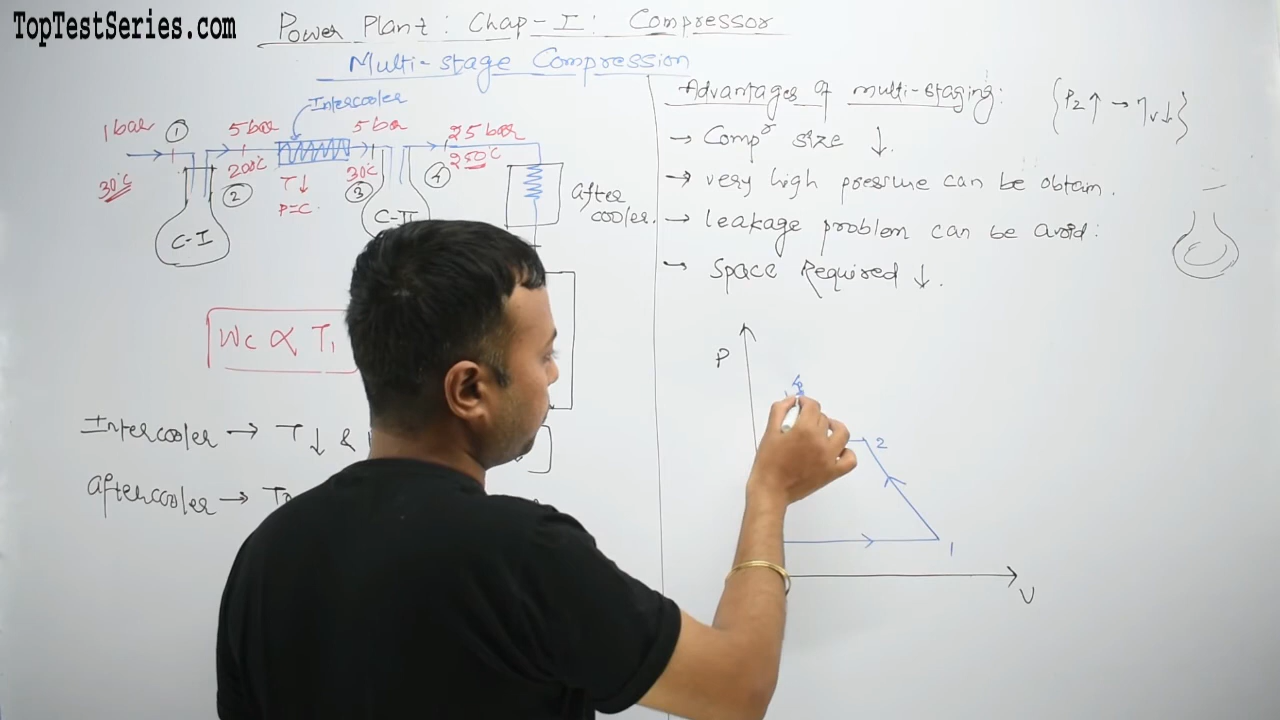 TopTestSeries.com
Power Plant : Chap-I : Compressor
Multi-stage Compression
Intercooler
1 bar
①
5 bar
5 bar
25 bar
30°C
200°C
②
T↓
P=C
30°C
③
250°C
④
C-I
C-II
after
cooler.
Wc ∝ T₁
Intercooler → T↓ &
aftercooler →
Advantages of multi-staging:
{P₂↑ → ηv↓}
→ Compʳ size ↓.
→ very high pressure can be obtain.
→ leakage problem can be avoid:
→ Space Required ↓.
P
2
1
V